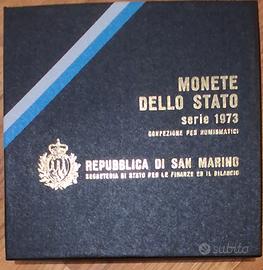 MONETE
DELLO STATO
serie 1973
CONFEZIONE PER NUMISMATICI
REPUBBLICA DI SAN MARINO
SEGRETERIA DI STATO PER LE FINANZE ED IL BILANCIO
subito